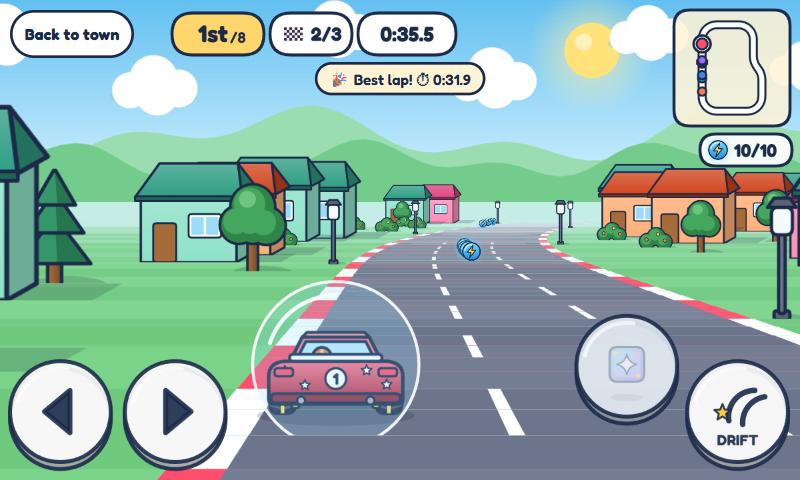 Back to town
1st/8
2/3
0:35.5
Best lap! ⏱ 0:31.9
10/10
1
DRIFT